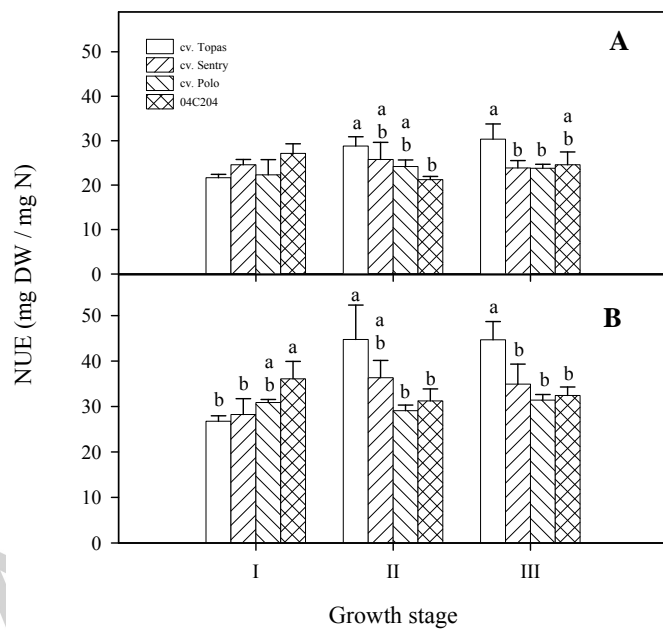 A
50
40
30
20
10
0
cv. Topas
cv. Sentry
cv. Polo
04C204
a a a a a
b b b b b b
B
50
40
30
20
10
0
a a a
a a b
b b b b b b b b
I II III
NUE (mg DW / mg N)
Growth stage